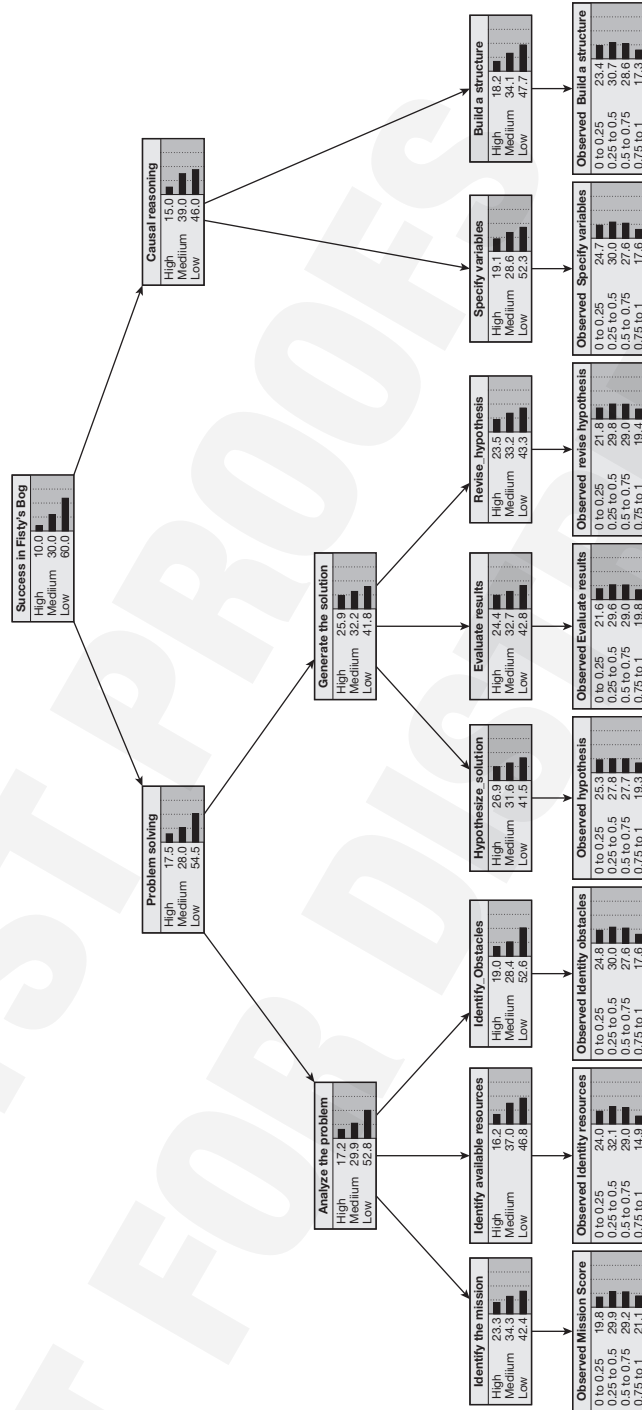 Success in Fisty's Bog
High 10.0
Mediium 30.0
Low 60.0
Problem solving
High 17.5
Mediium 28.0
Low 54.5
Causal reasoning
High 15.0
Mediium 39.0
Low 46.0
Analyze the problem
High 17.2
Mediium 29.9
Low 52.8
Generate the solution
High 25.9
Mediium 32.2
Low 41.8
Identify the mission
High 23.3
Mediium 34.3
Low 42.4
Identify available resources
High 16.2
Mediium 37.0
Low 46.8
Identify_Obstacles
High 19.0
Mediium 28.4
Low 52.6
Hypothesize_solution
High 26.9
Mediium 31.6
Low 41.5
Evaluate results
High 24.4
Mediium 32.7
Low 42.8
Revise_hypothesis
High 23.5
Mediium 33.2
Low 43.3
Specify variables
High 19.1
Mediium 28.6
Low 52.3
Build a structure
High 18.2
Mediium 34.1
Low 47.7
Observed Mission Score
0 to 0.25 19.8
0.25 to 0.5 29.9
0.5 to 0.75 29.2
0.75 to 1 21.1
Observed Identity resources
0 to 0.25 24.0
0.25 to 0.5 32.1
0.5 to 0.75 29.0
0.75 to 1 14.9
Observed Identity obstacles
0 to 0.25 24.8
0.25 to 0.5 30.0
0.5 to 0.75 27.6
0.75 to 1 17.6
Observed hypothesis
0 to 0.25 25.3
0.25 to 0.5 27.8
0.5 to 0.75 27.7
0.75 to 1 19.3
Observed Evaluate results
0 to 0.25 21.6
0.25 to 0.5 29.6
0.5 to 0.75 29.0
0.75 to 1 19.8
Observed revise hypothesis
0 to 0.25 21.8
0.25 to 0.5 29.8
0.5 to 0.75 29.0
0.75 to 1 19.4
Observed Specify variables
0 to 0.25 24.7
0.25 to 0.5 30.0
0.5 to 0.75 27.6
0.75 to 1 17.6
Observed Build a structure
0 to 0.25 23.4
0.25 to 0.5 30.7
0.5 to 0.75 28.6
0.75 to 1 17.3